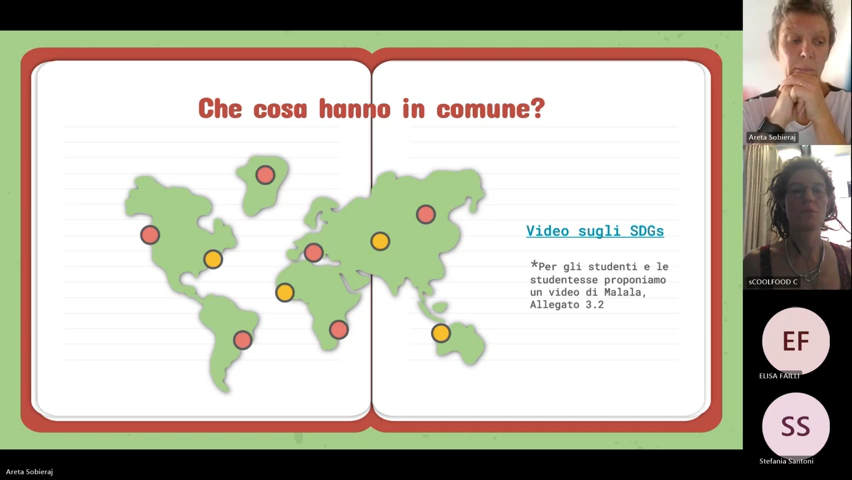 Che cosa hanno in comune?
Video sugli SDGs
*Per gli studenti e le
studentesse proponiamo
un video di Malala,
Allegato 3.2
Areta Sobieraj
sCOOLFOOD C
EF
ELISA FAILLI
SS
Stefania Santoni
Areta Sobieraj